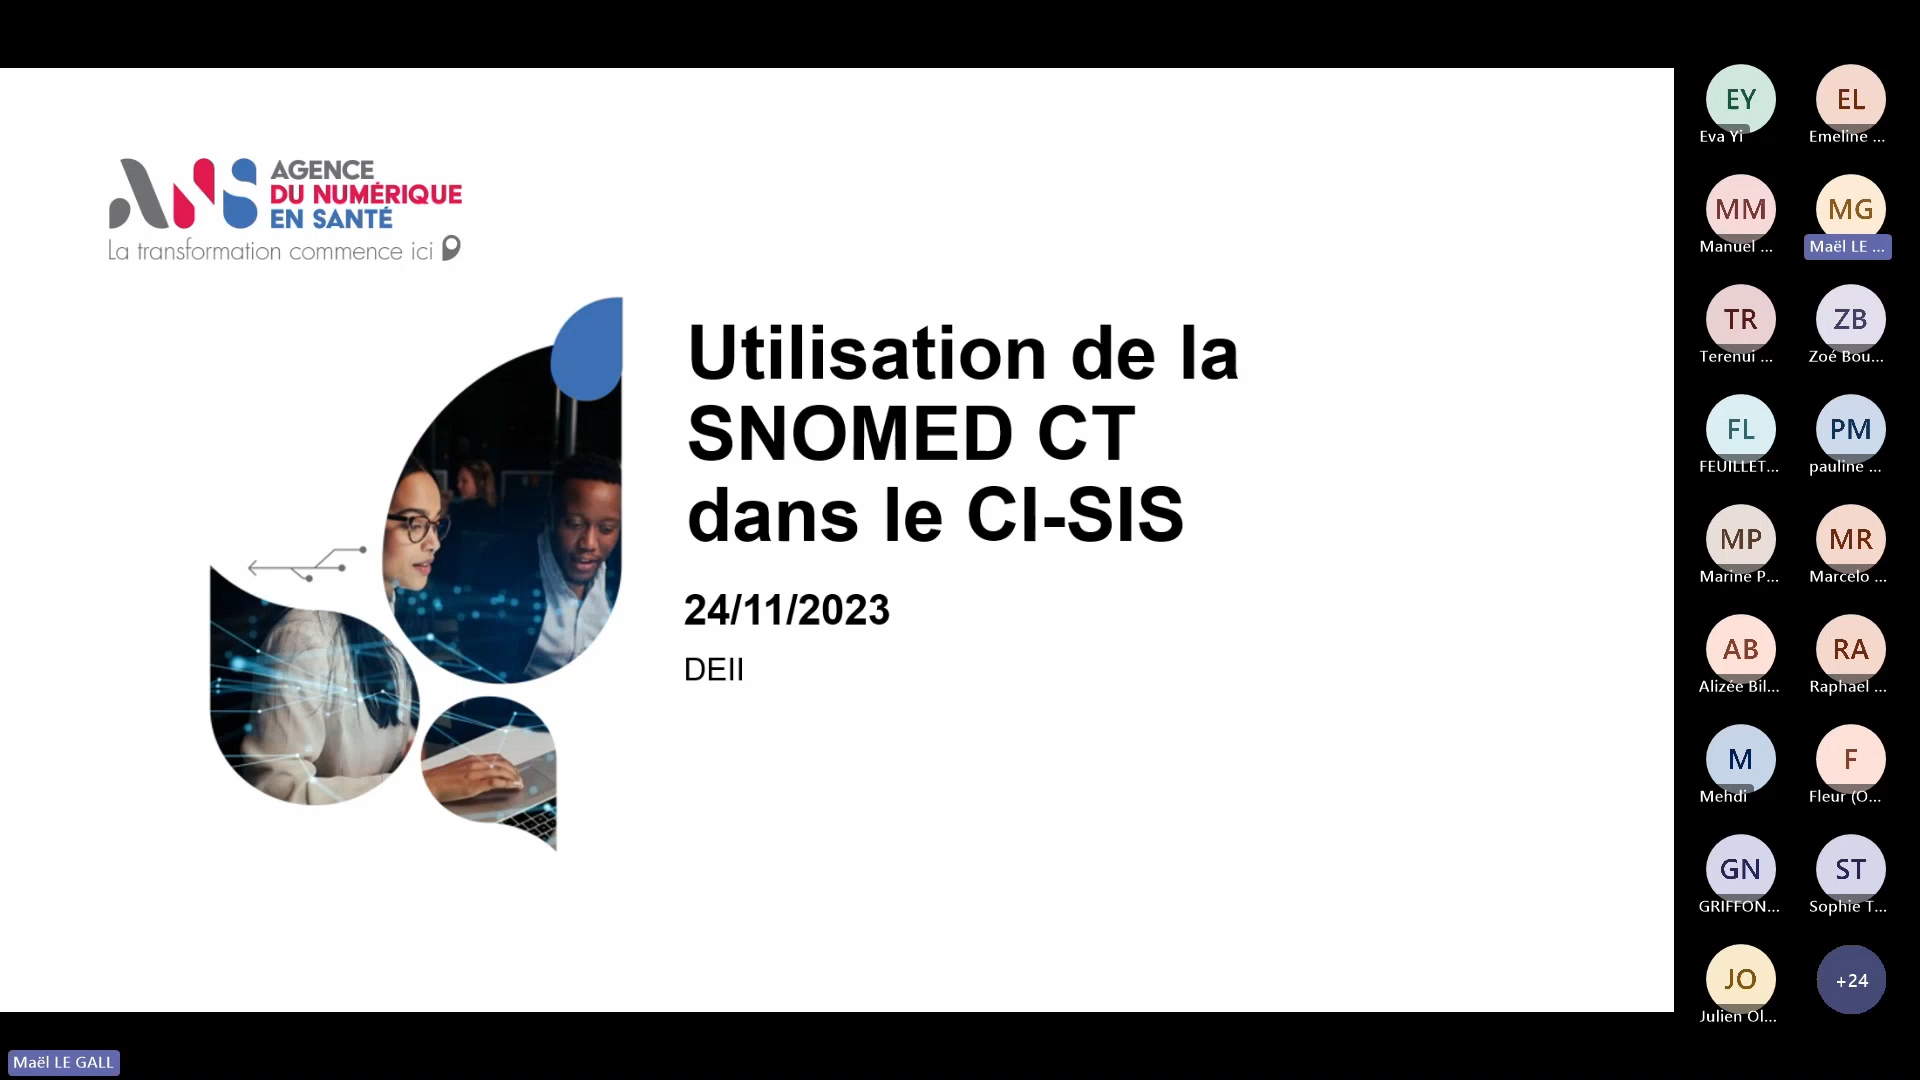 ANS
AGENCE
DU NUMÉRIQUE
EN SANTÉ
La transformation commence ici
Utilisation de la
SNOMED CT
dans le CI-SIS
24/11/2023
DEII
EY
Eva Yi
EL
Emeline ...
MM
Manuel ...
MG
Maël LE ...
TR
Terenui ...
ZB
Zoé Bou...
FL
FEUILLET...
PM
pauline ...
MP
Marine P...
MR
Marcelo ...
AB
Alizée Bil...
RA
Raphael ...
M
Mehdi
F
Fleur (O...
GN
GRIFFON...
ST
Sophie T...
JO
Julien Ol...
+24
Maël LE GALL